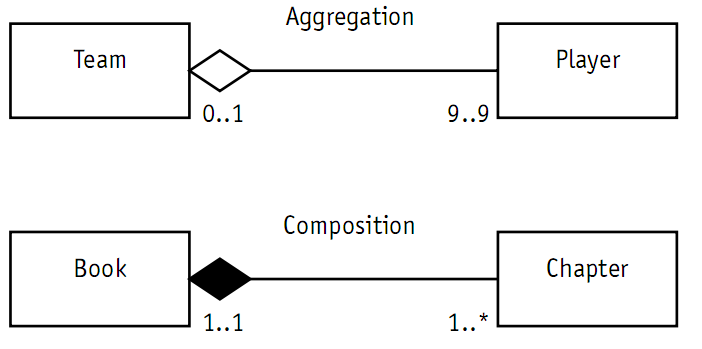 Aggregation
Team
Player
0..1
9..9
Composition
Book
Chapter
1..1
1..*